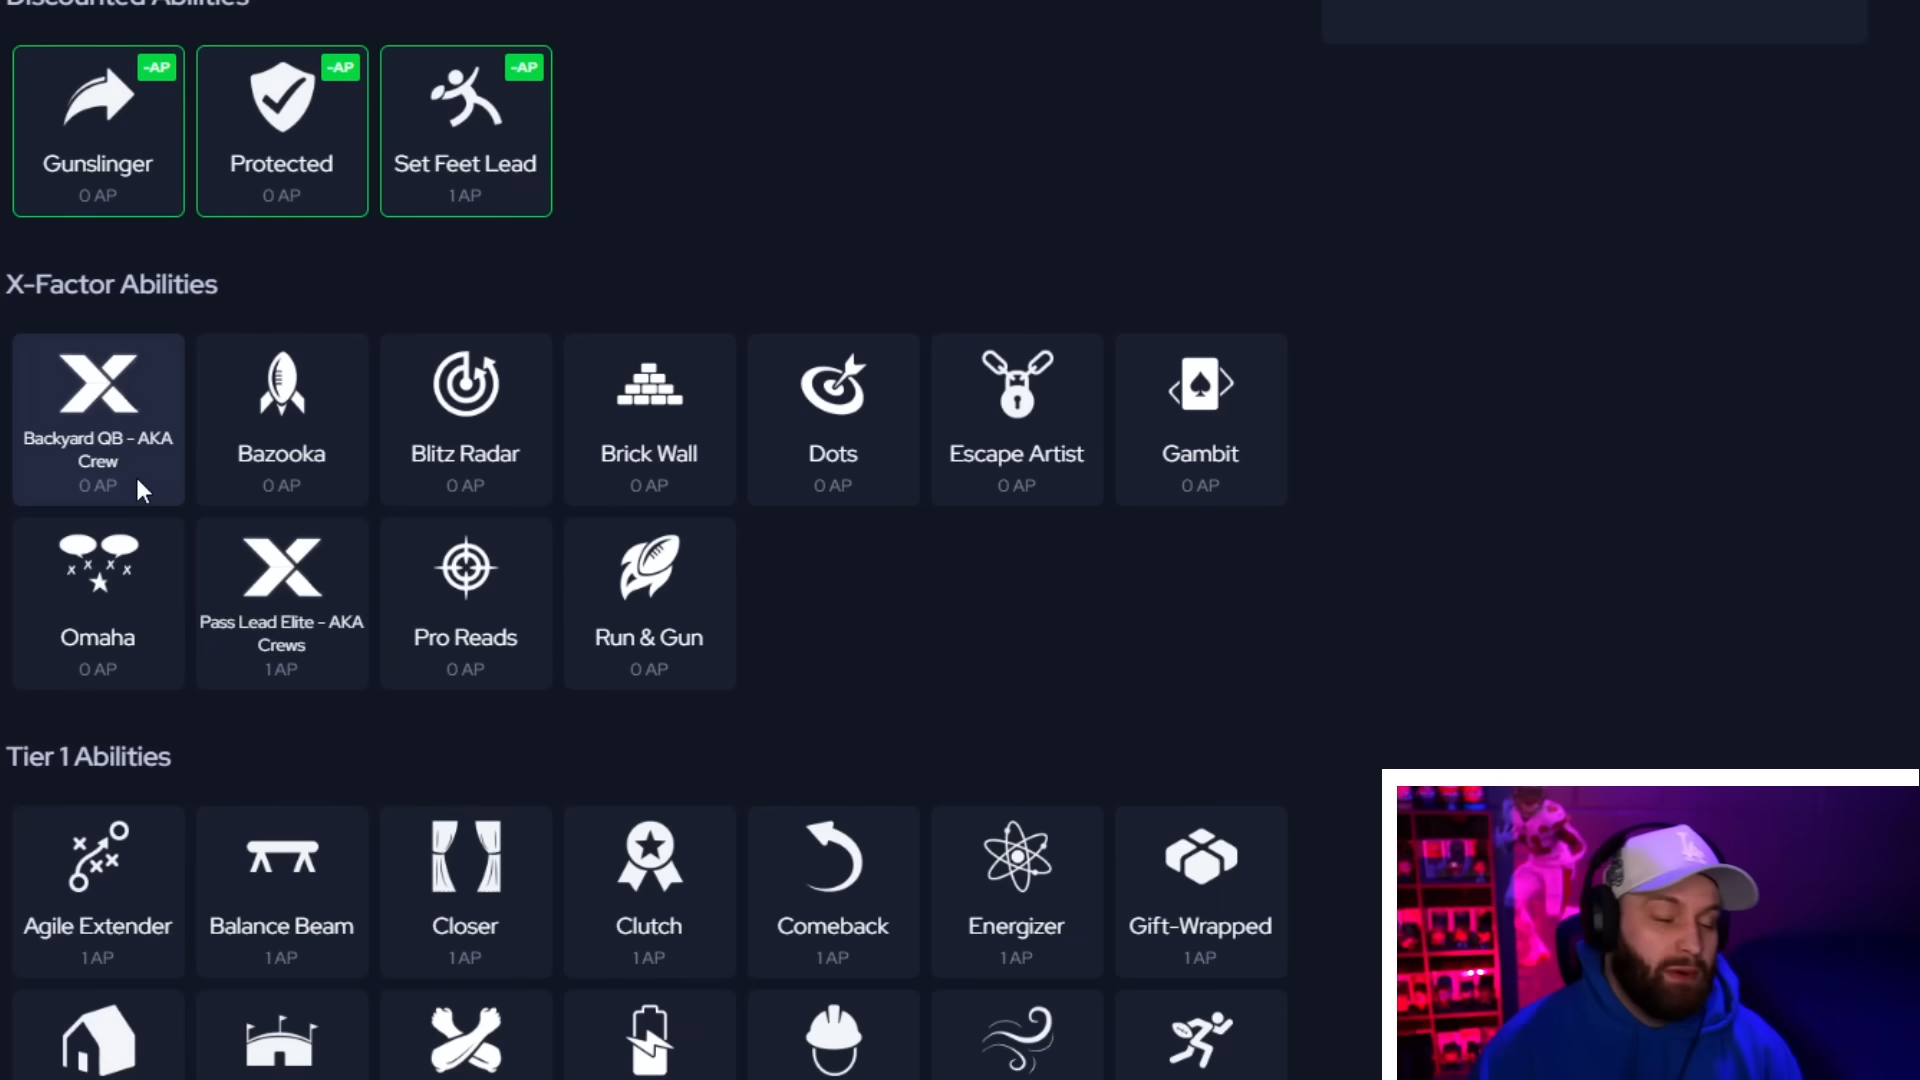 Discounted Abilities
-AP
-AP
-AP
Gunslinger
Protected
Set Feet Lead
0 AP
0 AP
1 AP
X-Factor Abilities
Backyard QB - AKA
Crew
0 AP
Bazooka
0 AP
Blitz Radar
0 AP
Brick Wall
0 AP
Dots
0 AP
Escape Artist
0 AP
Gambit
0 AP
Omaha
0 AP
Pass Lead Elite - AKA
Crews
1 AP
Pro Reads
0 AP
Run & Gun
0 AP
Tier 1 Abilities
Agile Extender
1 AP
Balance Beam
1 AP
Closer
1 AP
Clutch
1 AP
Comeback
1 AP
Energizer
1 AP
Gift-Wrapped
1 AP
LA